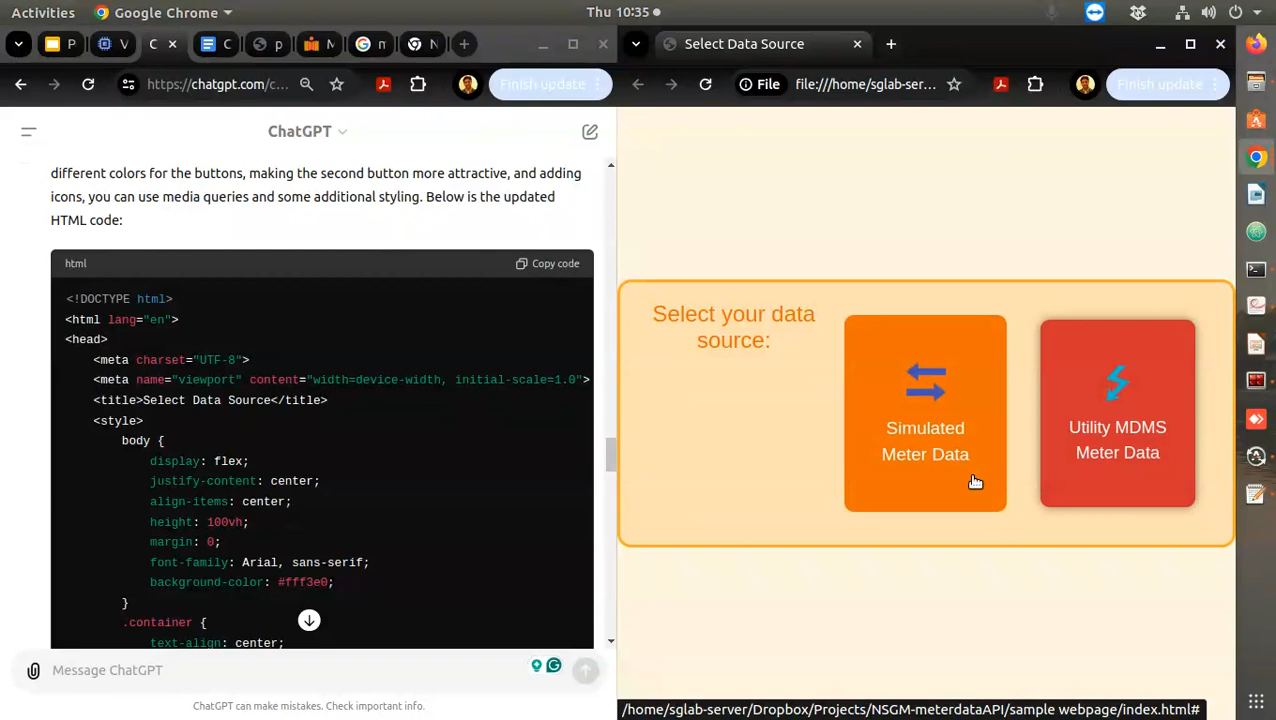 Activities
Google Chrome
Thu 10:35
P
V
C
C
p
M
m
N
Select Data Source
https://chatgpt.com/c...
Finish update
File
file:///home/sglab-ser...
Finish update
ChatGPT
different colors for the buttons, making the second button more attractive, and adding
icons, you can use media queries and some additional styling. Below is the updated
HTML code:
html
Copy code
<!DOCTYPE html>
<html lang="en">
<head>
<meta charset="UTF-8">
<meta name="viewport" content="width=device-width, initial-scale=1.0">
<title>Select Data Source</title>
<style>
body {
display: flex;
justify-content: center;
align-items: center;
height: 100vh;
margin: 0;
font-family: Arial, sans-serif;
background-color: #fff3e0;
}
.container {
text-align: center;
Message ChatGPT
ChatGPT can make mistakes. Check important info.
Select your data
source:
Simulated
Meter Data
Utility MDMS
Meter Data
/home/sglab-server/Dropbox/Projects/NSGM-meterdataAPI/sample webpage/index.html#